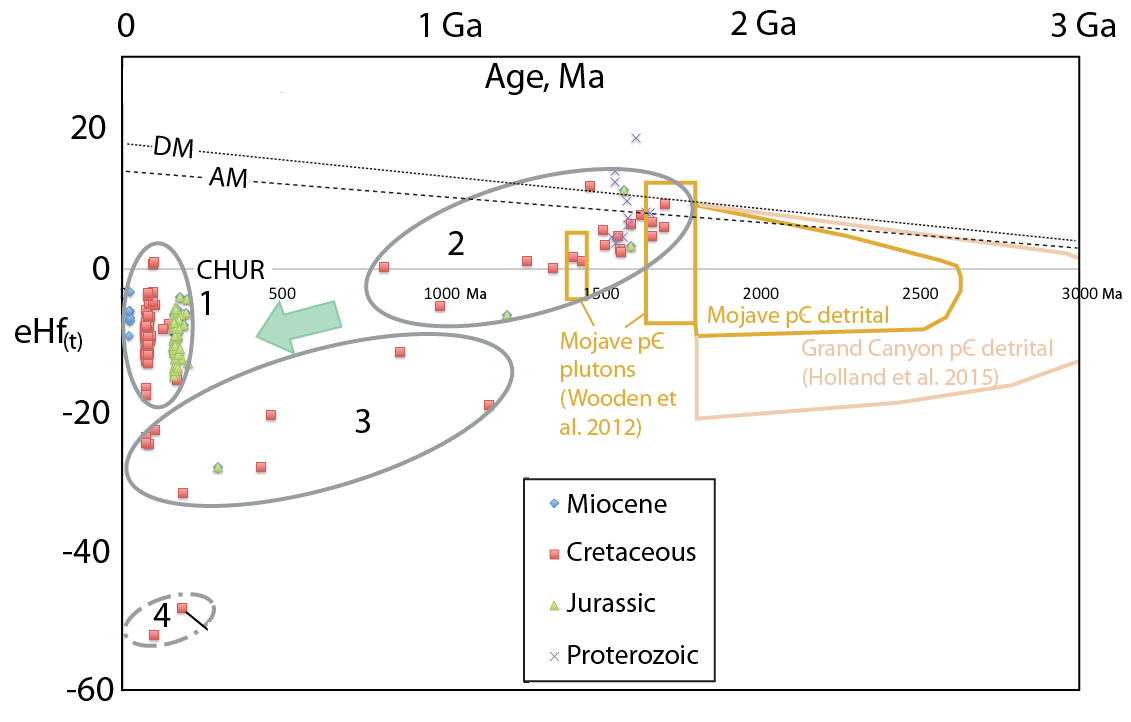 0 1 Ga 2 Ga 3 Ga
Age, Ma
20
DM
AM
2
CHUR
0
1
500 1000 Ma 1500 2000 2500 3000 Ma
eHf(t)
Mojave p€ detrital
Mojave p€
plutons
(Wooden et
al. 2012)
Grand Canyon p€ detrital
(Holland et al. 2015)
-20
3
Miocene
Cretaceous
Jurassic
Proterozoic
-40
4
-60